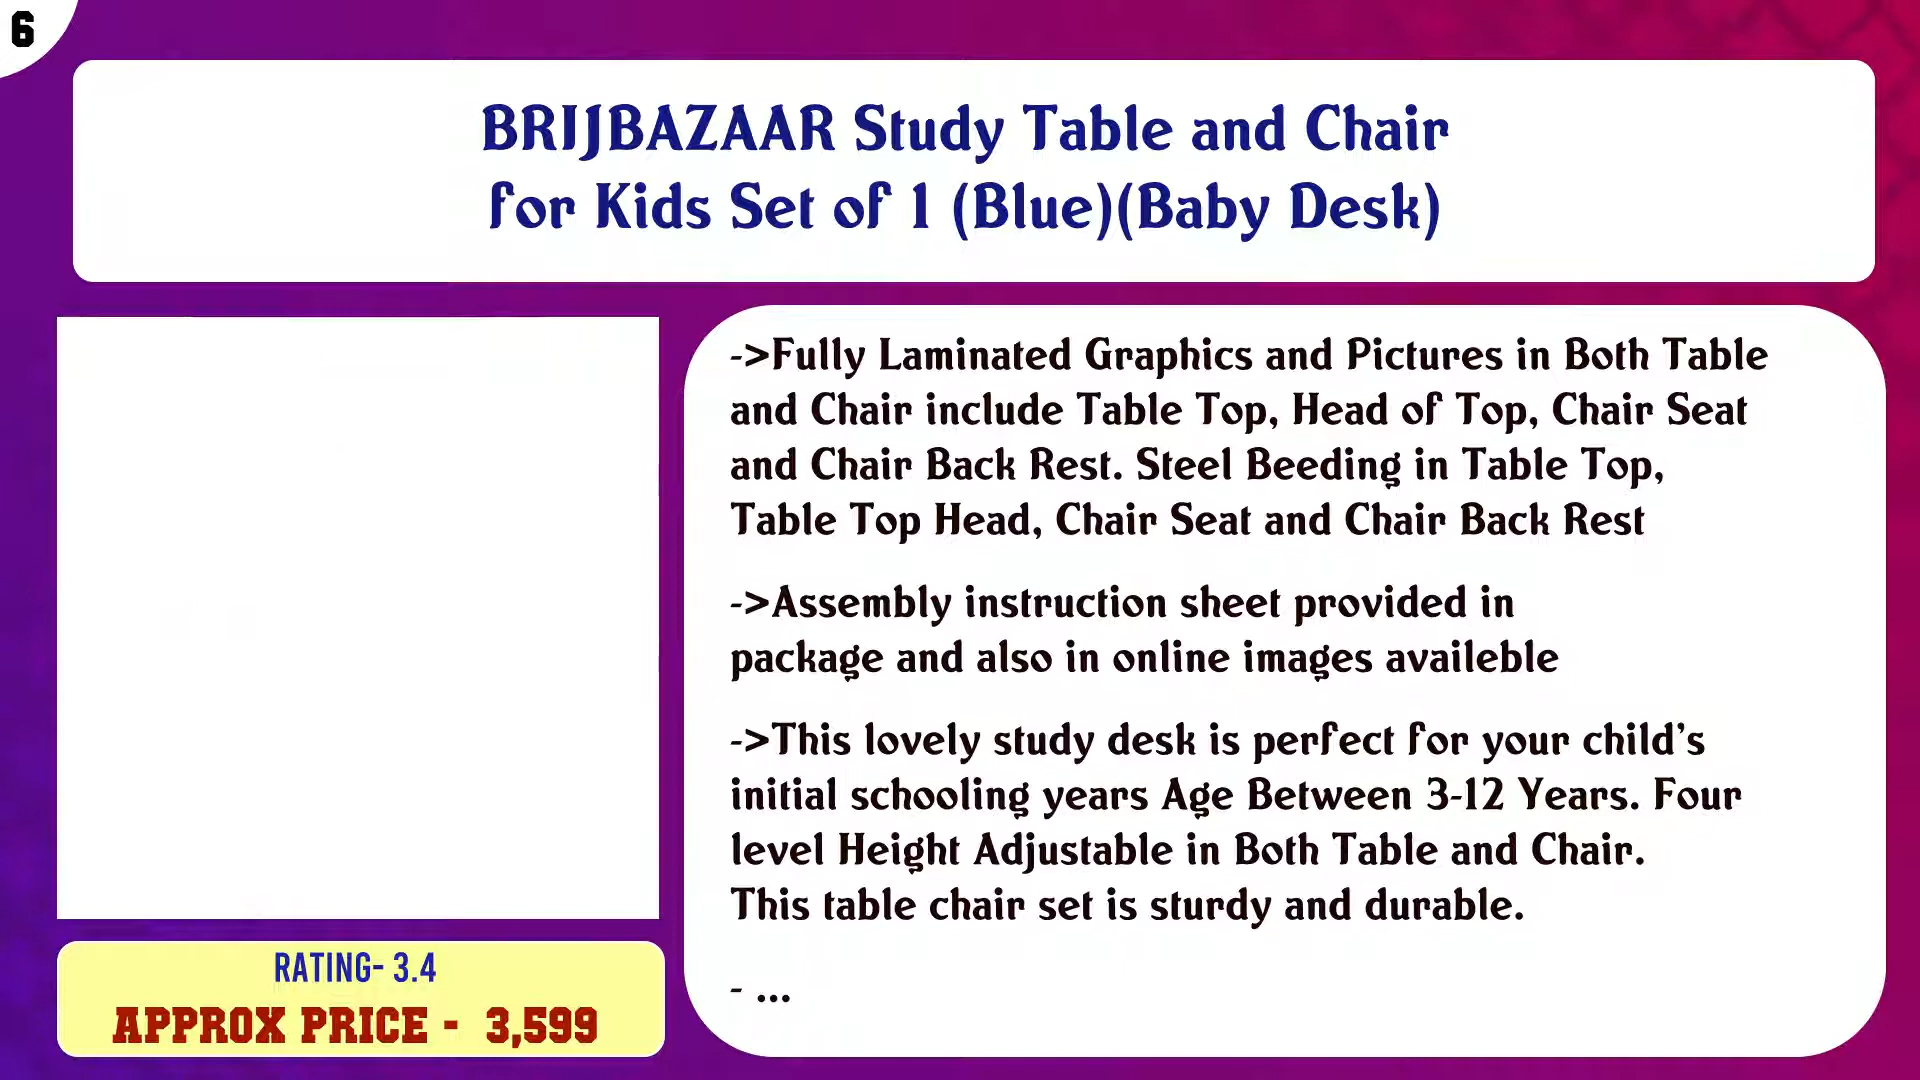 6
BRIJBAZAAR Study Table and Chair
for Kids Set of 1 (Blue)(Baby Desk)
->Fully Laminated Graphics and Pictures in Both Table
and Chair include Table Top, Head of Top, Chair Seat
and Chair Back Rest. Steel Beeding in Table Top,
Table Top Head, Chair Seat and Chair Back Rest
->Assembly instruction sheet provided in
package and also in online images availeble
->This lovely study desk is perfect for your child's
initial schooling years Age Between 3-12 Years. Four
level Height Adjustable in Both Table and Chair.
This table chair set is sturdy and durable.
- ...
RATING- 3.4
APPROX PRICE - 3,599